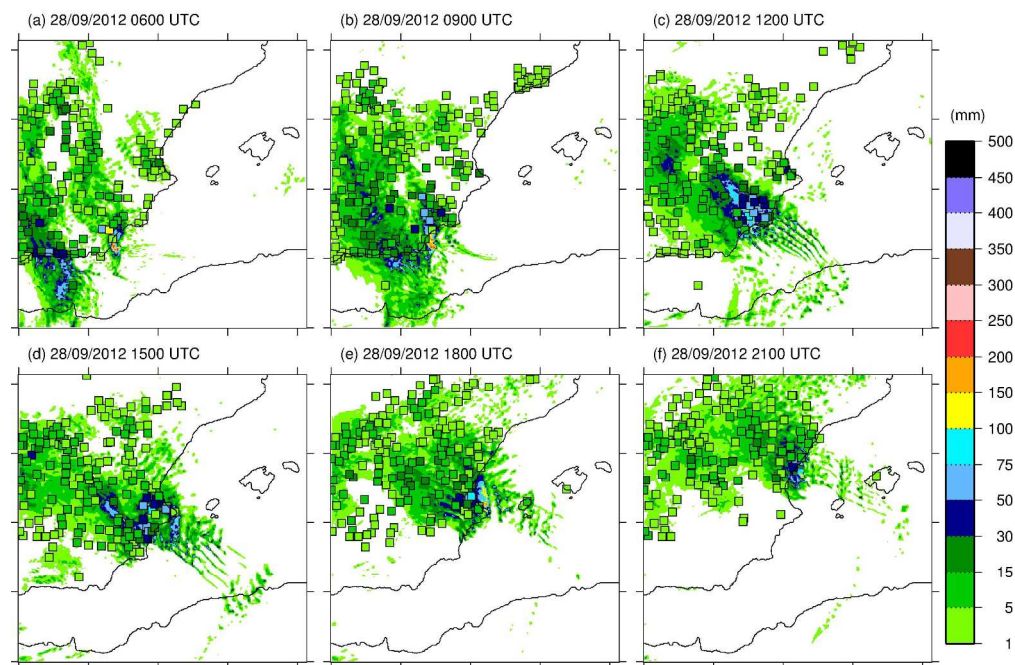 (a) 28/09/2012 0600 UTC
(b) 28/09/2012 0900 UTC
(c) 28/09/2012 1200 UTC
(mm)
500
450
400
350
300
250
200
150
100
75
50
30
15
5
1
(d) 28/09/2012 1500 UTC
(e) 28/09/2012 1800 UTC
(f) 28/09/2012 2100 UTC